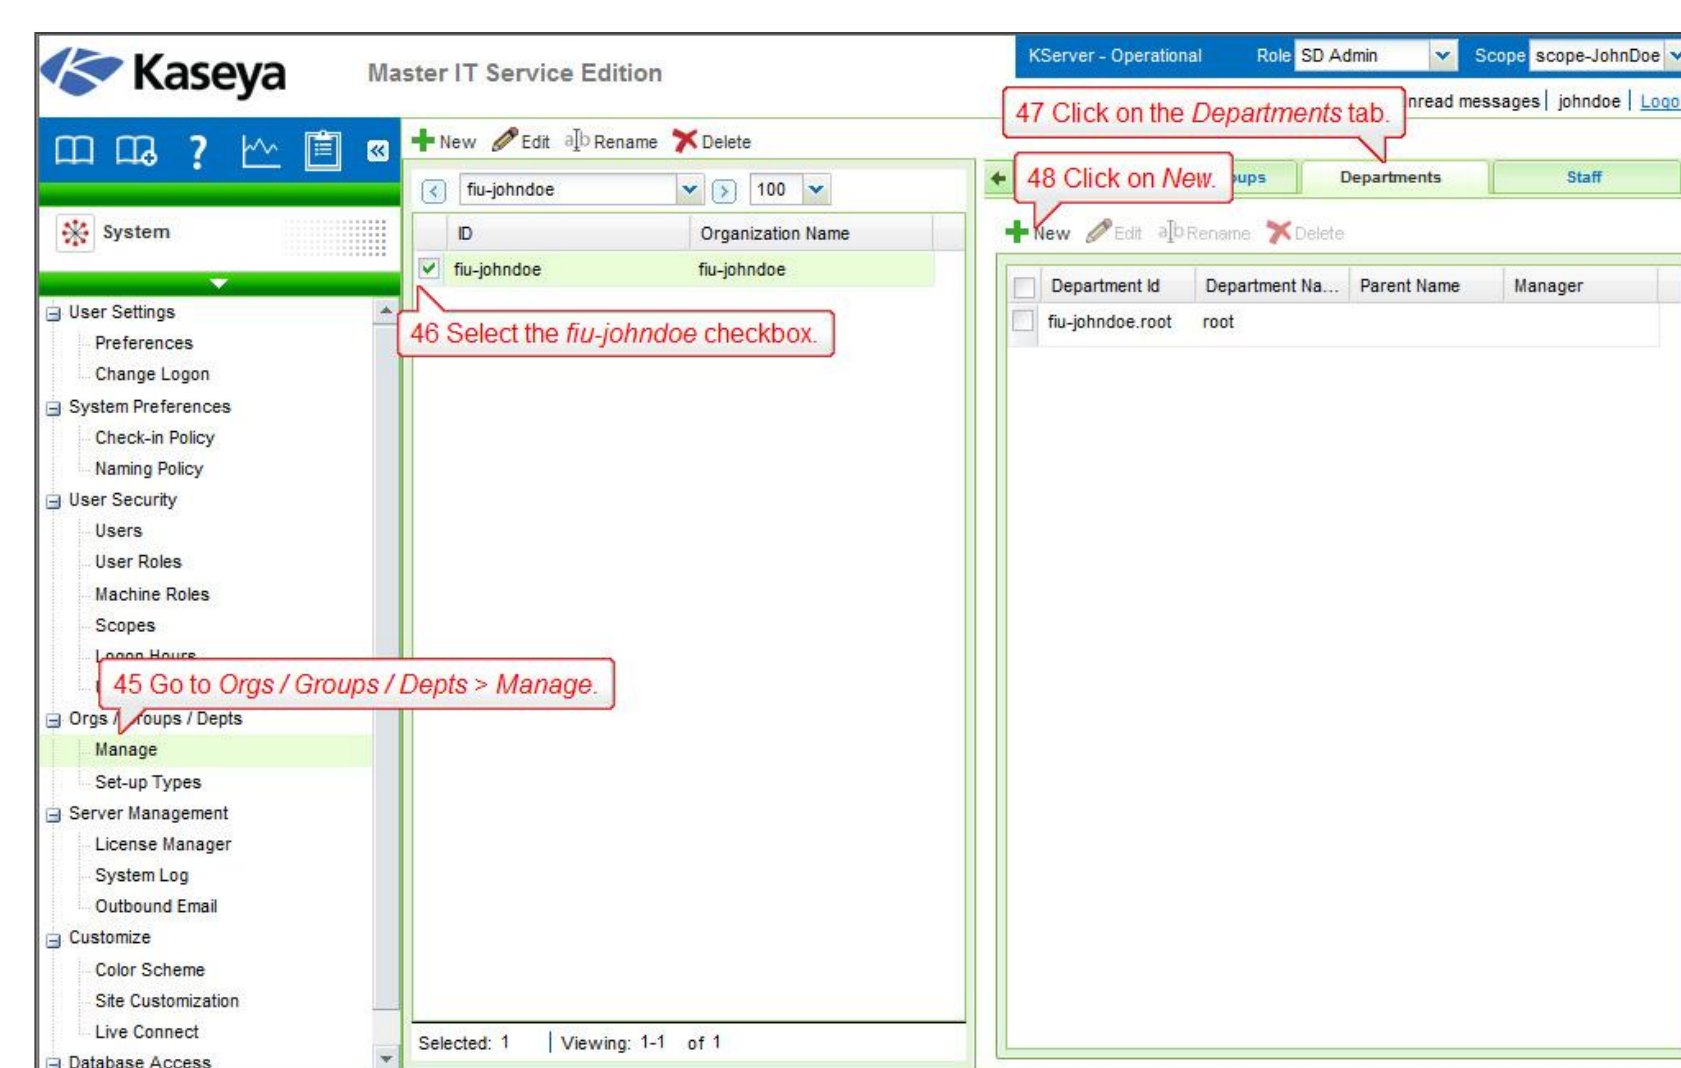 Kaseya Master IT Service Edition
KServer - Operational Role SD Admin Scope scope-JohnDoe
messages johndoe
47 Click on the Departments tab.
New Edit Rename Delete
fiu-johndoe 100
48 Click on New.
Departments Staff
System
ID Organization Name
New Edit Rename Delete
fiu-johndoe fiu-johndoe
Department Id Department Na... Parent Name Manager
fiu-johndoe.root root
46 Select the fiu-johndoe checkbox.
User Settings
Preferences
Change Logon
System Preferences
Check-in Policy
Naming Policy
User Security
Users
User Roles
Machine Roles
Scopes
Logon Hours
45 Go to Orgs / Groups / Depts > Manage.
Orgs / Groups / Depts
Manage
Set-up Types
Server Management
License Manager
System Log
Outbound Email
Customize
Color Scheme
Site Customization
Live Connect
Database Access
Selected: 1 Viewing: 1-1 of 1